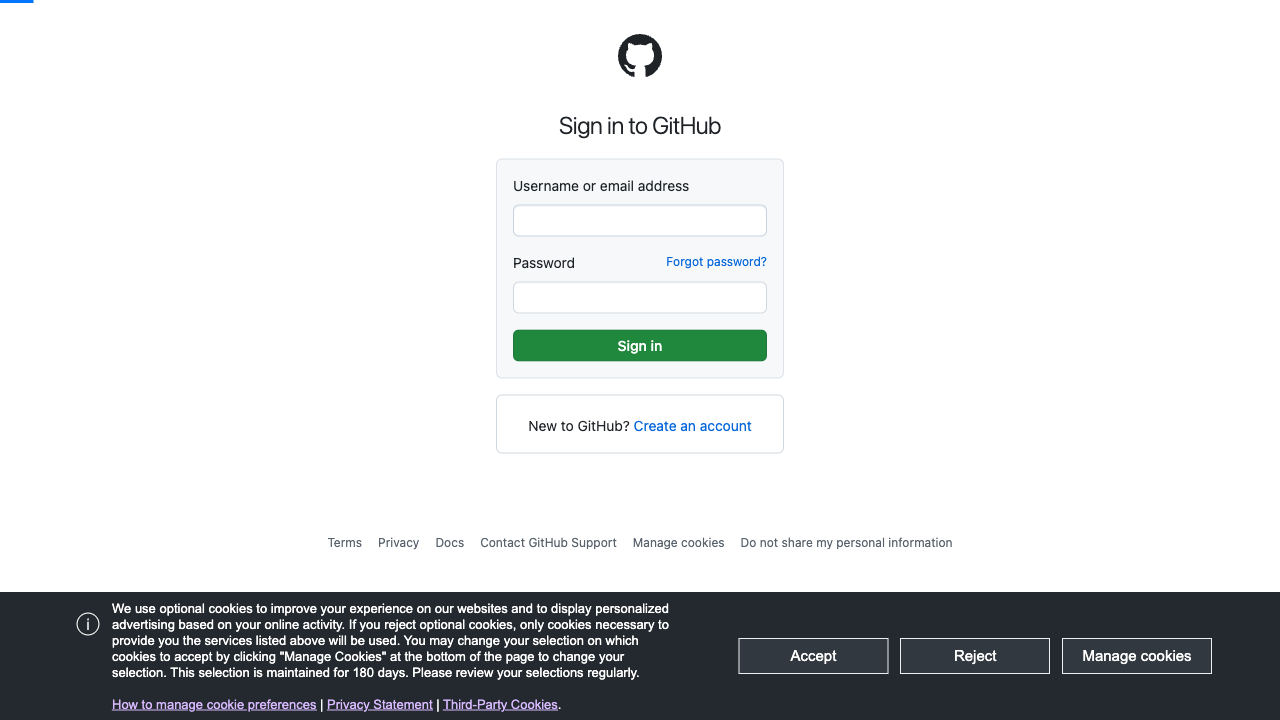 Sign in to GitHub
Username or email address
Password
Forgot password?
Sign in
New to GitHub? Create an account
Terms Privacy Docs Contact GitHub Support Manage cookies Do not share my personal information
We use optional cookies to improve your experience on our websites and to display personalized
advertising based on your online activity. If you reject optional cookies, only cookies necessary to
provide you the services listed above will be used. You may change your selection on which
cookies to accept by clicking "Manage Cookies" at the bottom of the page to change your
selection. This selection is maintained for 180 days. Please review your selections regularly.
How to manage cookie preferences | Privacy Statement | Third-Party Cookies.
Accept
Reject
Manage cookies